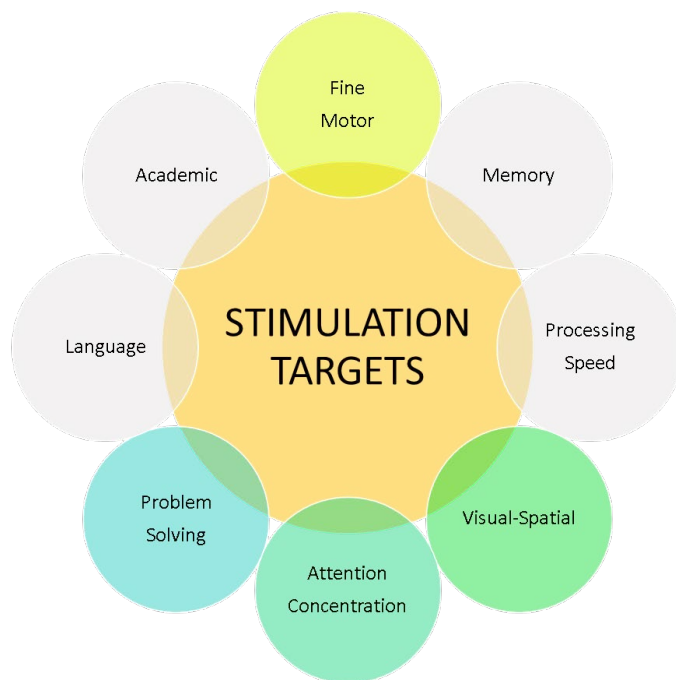 Fine
Motor
Academic
Memory
STIMULATION
TARGETS
Language
Processing
Speed
Problem
Solving
Visual-Spatial
Attention
Concentration